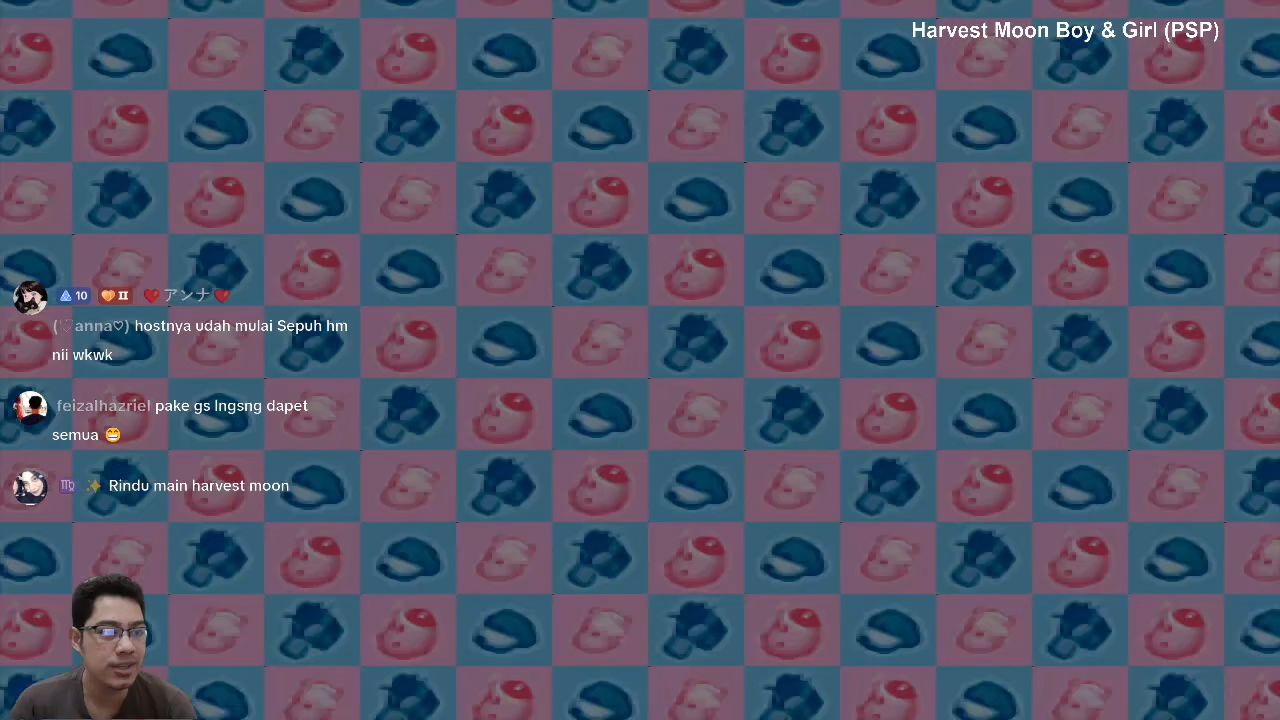 Harvest Moon Boy & Girl (PSP)
10 II ❤️アンナ❤️
(♡anna♡) hostnya udah mulai Sepuh hm
nii wkwk
feizalhazriel pake gs lngsng dapet
semua 😁
♍ ✨ Rindu main harvest moon